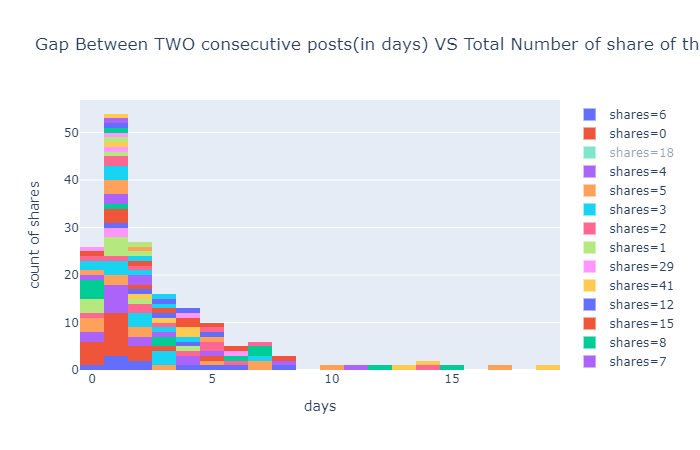 Gap Between TWO consecutive posts(in days) VS Total Number of share of th
50
40
30
20
10
0
count of shares
0
5
10
15
days
shares=6
shares=0
shares=18
shares=4
shares=5
shares=3
shares=2
shares=1
shares=29
shares=41
shares=12
shares=15
shares=8
shares=7